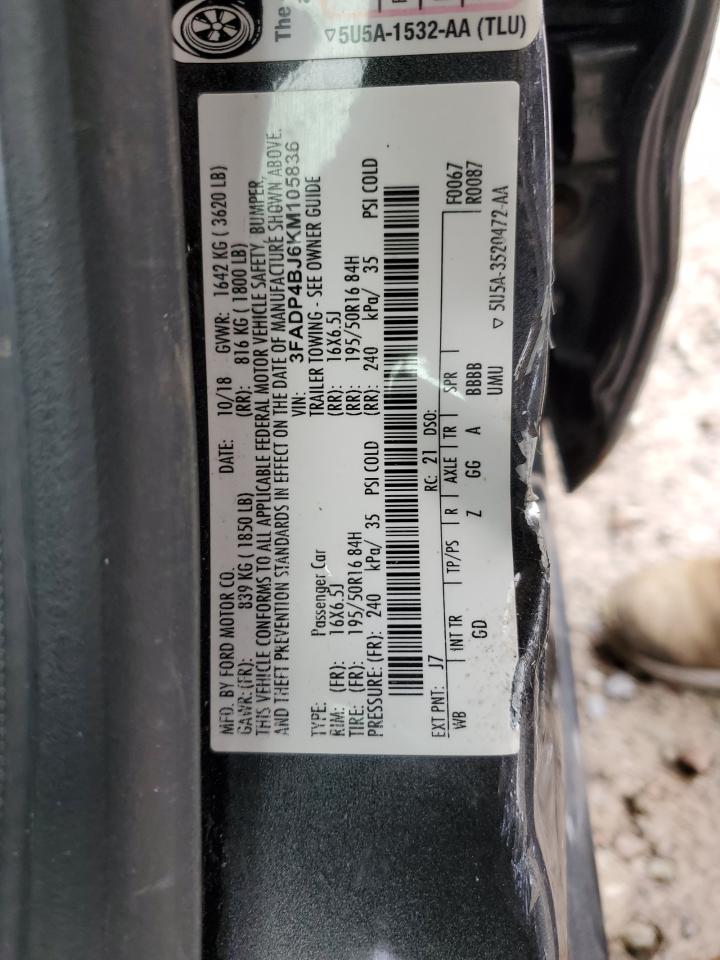 The
▽5U5A-1532-AA (TLU)
MFD. BY FORD MOTOR CO. DATE: 10/18 GVWR: 1642 KG ( 3620 LB)
GAWR: (FR): 839 KG ( 1850 LB) (RR): 816 KG ( 1800 LB)
THIS VEHICLE CONFORMS TO ALL APPLICABLE FEDERAL MOTOR VEHICLE SAFETY, BUMPER,
AND THEFT PREVENTION STANDARDS IN EFFECT ON THE DATE OF MANUFACTURE SHOWN ABOVE.
VIN: 3FADP4BJ6KM105836
TYPE: Passenger Car TRAILER TOWING - SEE OWNER GUIDE
RIM: (FR): 16X6.5J (RR): 16X6.5J
TIRE: (FR): 195/50R16 84H (RR): 195/50R16 84H
PRESSURE: (FR): 240 kPa/ 35 PSI COLD (RR): 240 kPa/ 35 PSI COLD
EXT PNT: J7 RC: 21 DSO: F0067
WB INT TR TP/PS R AXLE TR SPR R0087
GD Z GG A BBBB
UMU ▽ 5U5A-3520472-AA